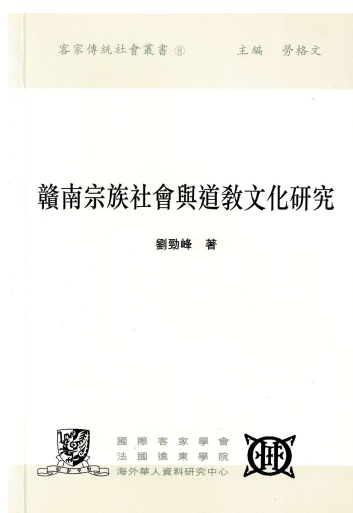 客家傳統社會叢書⑧ 主編 勞格文
贛南宗族社會與道教文化研究
劉勁峰 著
國際客家學會
法國遠東學院
海外華人資料研究中心